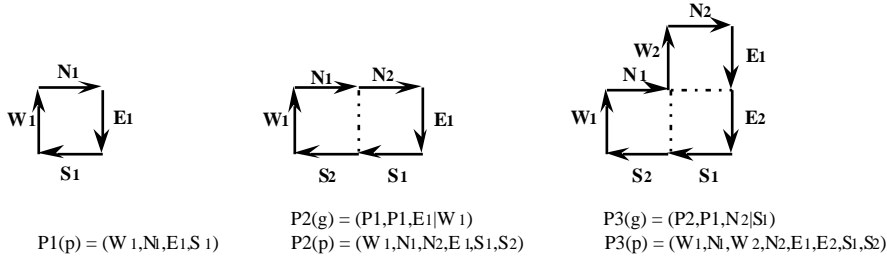 N1
W1
E1
S1
P1(p) = (W1,N1,E1,S1)
N1 N2
W1
E1
S2 S1
P2(g) = (P1,P1,E1|W1)
P2(p) = (W1,N1,N2,E1,S1,S2)
N2
W2
E1
N1
W1
E2
S2 S1
P3(g) = (P2,P1,N2|S1)
P3(p) = (W1,N1,W2,N2,E1,E2,S1,S2)